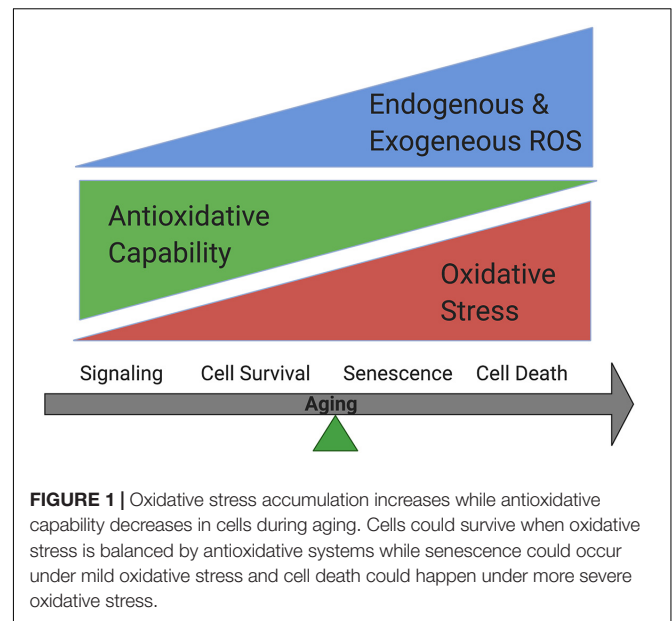 Endogenous &
Exogeneous ROS
Antioxidative
Capability
Oxidative
Stress
Signaling Cell Survival Senescence Cell Death
Aging
FIGURE 1 | Oxidative stress accumulation increases while antioxidative
capability decreases in cells during aging. Cells could survive when oxidative
stress is balanced by antioxidative systems while senescence could occur
under mild oxidative stress and cell death could happen under more severe
oxidative stress.